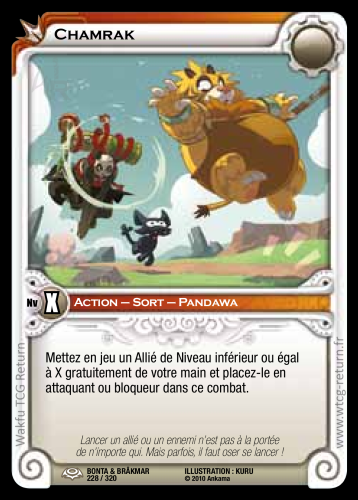 CHAMRAK
Nv X ACTION – SORT – PANDAWA
Mettez en jeu un Allié de Niveau inférieur ou égal
à X gratuitement de votre main et placez-le en
attaquant ou bloqueur dans ce combat.
Lancer un allié ou un ennemi n'est pas à la portée
de n'importe qui. Mais parfois, il faut oser se lancer !
BONTA & BRÂKMAR
228 / 320
ILLUSTRATION : KURU
© 2010 Ankama
Wakfu TCG Return
www.wtcg-return.fr